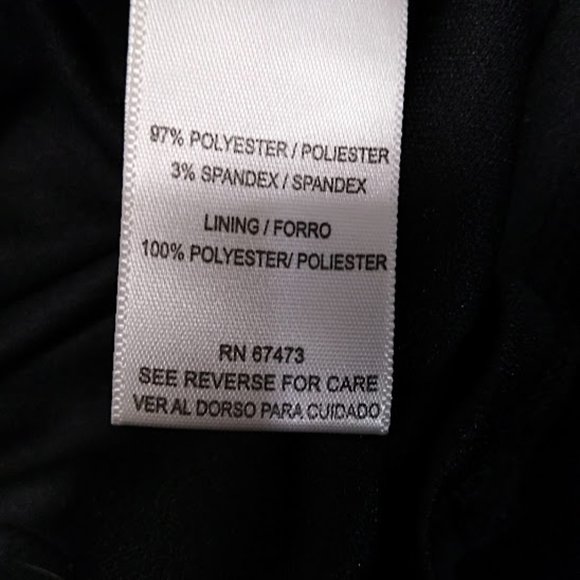 97% POLYESTER / POLIESTER
3% SPANDEX / SPANDEX
LINING / FORRO
100% POLYESTER/ POLIESTER
RN 67473
SEE REVERSE FOR CARE
VER AL DORSO PARA CUIDADO